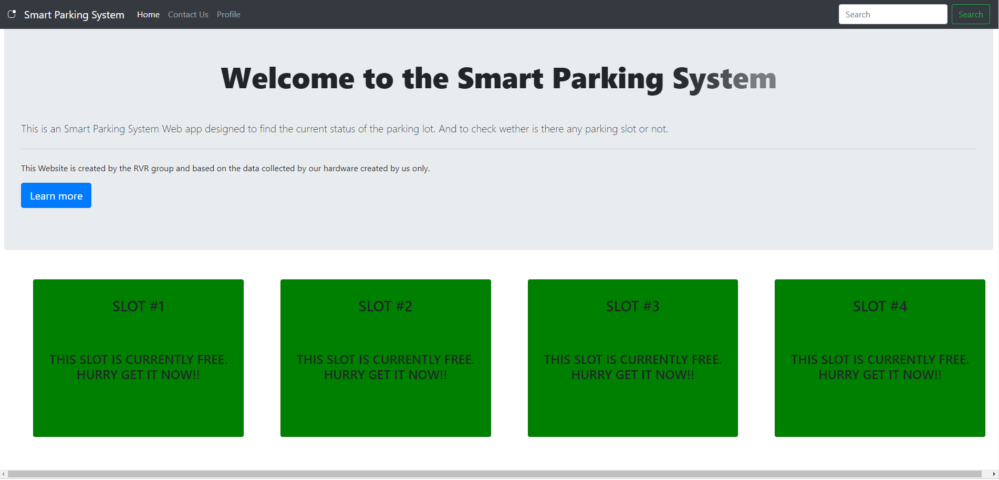 Smart Parking System Home Contact Us Profile Search Search
Welcome to the Smart Parking System
This is an Smart Parking System Web app designed to find the current status of the parking lot. And to check wether is there any parking slot or not.
This Website is created by the RVR group and based on the data collected by our hardware created by us only.
Learn more
SLOT #1
THIS SLOT IS CURRENTLY FREE.
HURRY GET IT NOW!!
SLOT #2
THIS SLOT IS CURRENTLY FREE.
HURRY GET IT NOW!!
SLOT #3
THIS SLOT IS CURRENTLY FREE.
HURRY GET IT NOW!!
SLOT #4
THIS SLOT IS CURRENTLY FREE.
HURRY GET IT NOW!!